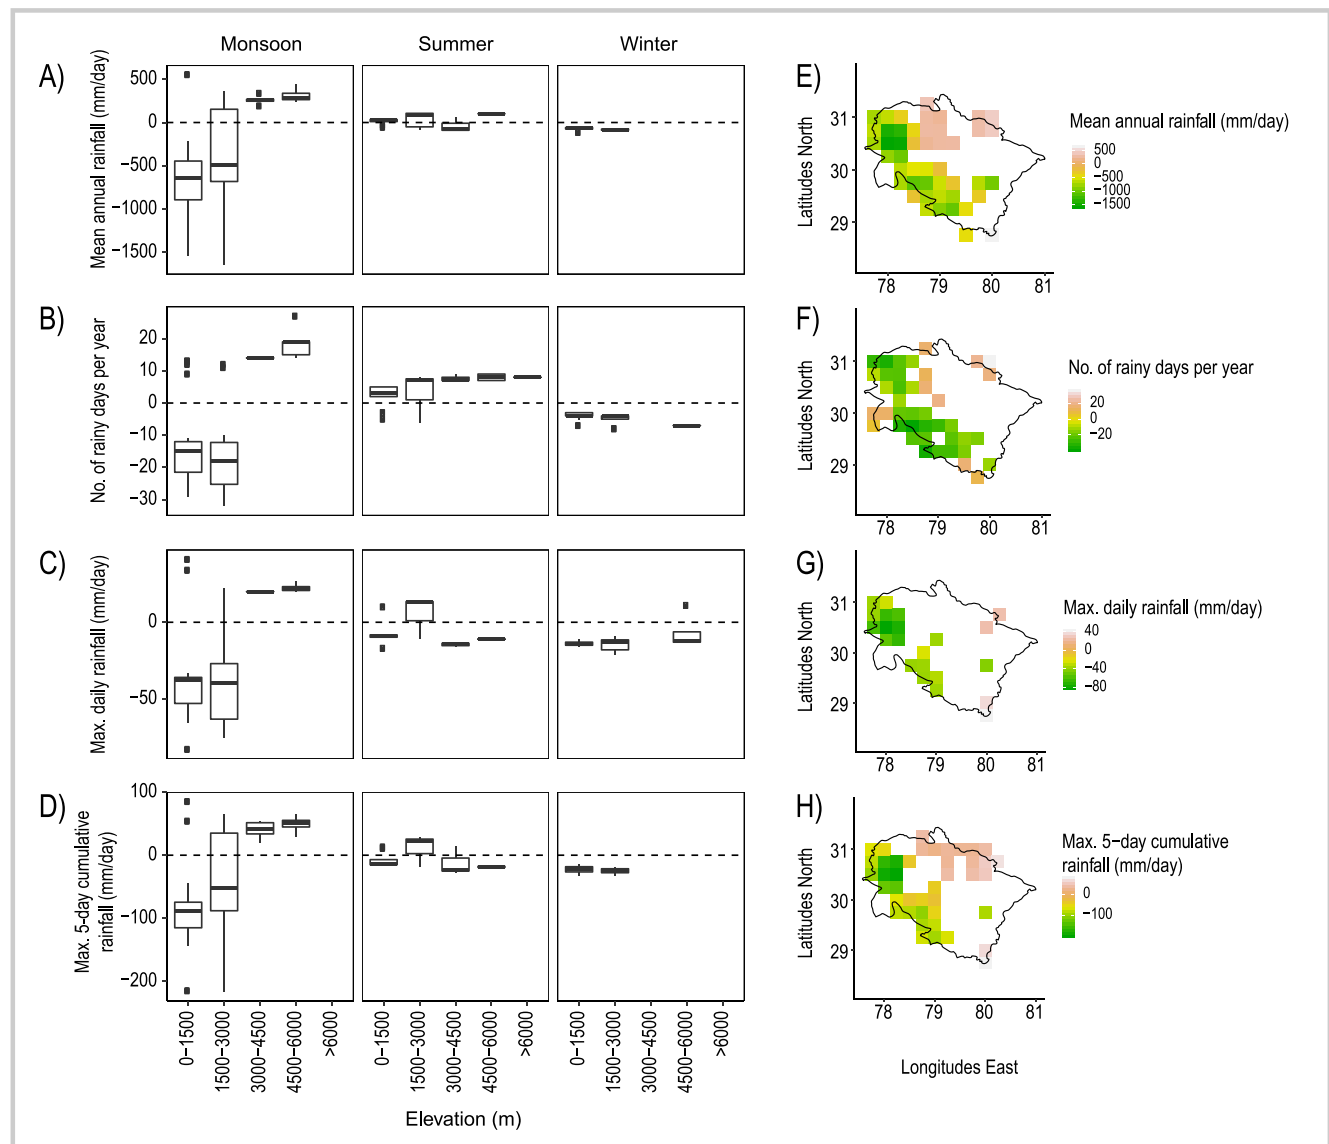 Monsoon
Summer
Winter
A)
Mean annual rainfall (mm/day)
500
0
−500
−1000
−1500
B)
No. of rainy days per year
20
10
0
−10
−20
−30
C)
Max. daily rainfall (mm/day)
0
−50
D)
Max. 5-day cumulative
rainfall (mm/day)
100
0
−100
−200
0−1500
1500−3000
3000−4500
4500−6000
>6000
0−1500
1500−3000
3000−4500
4500−6000
>6000
0−1500
1500−3000
3000−4500
4500−6000
>6000
Elevation (m)
E)
Latitudes North
31
30
29
78
79
80
81
Mean annual rainfall (mm/day)
500
0
−500
−1000
−1500
F)
Latitudes North
31
30
29
78
79
80
81
No. of rainy days per year
20
0
−20
G)
Latitudes North
31
30
29
78
79
80
81
Max. daily rainfall (mm/day)
40
0
−40
−80
H)
Latitudes North
31
30
29
78
79
80
81
Max. 5−day cumulative
rainfall (mm/day)
0
−100
Longitudes East